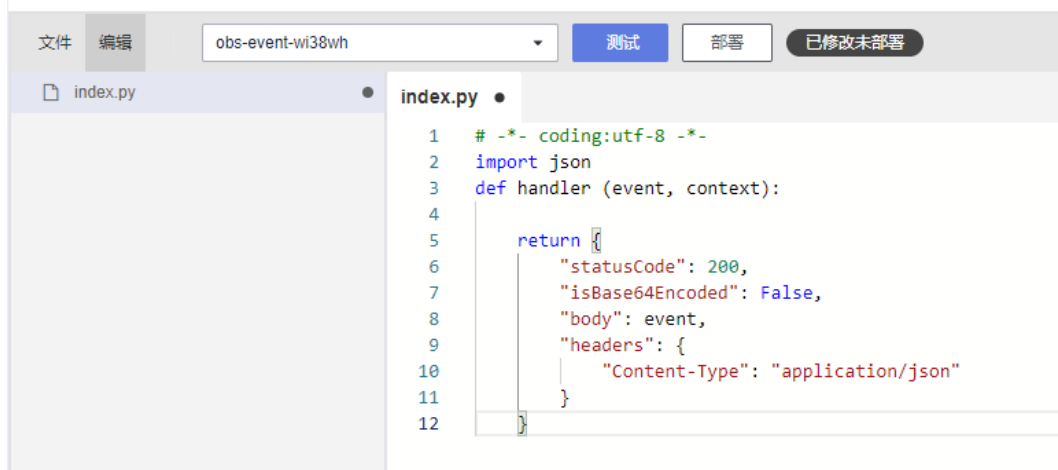 文件 编辑 obs-event-wi38wh 测试 部署 已修改未部署
index.py
index.py
1 # -*- coding:utf-8 -*-
2 import json
3 def handler (event, context):
4
5     return {
6         "statusCode": 200,
7         "isBase64Encoded": False,
8         "body": event,
9         "headers": {
10             "Content-Type": "application/json"
11         }
12     }